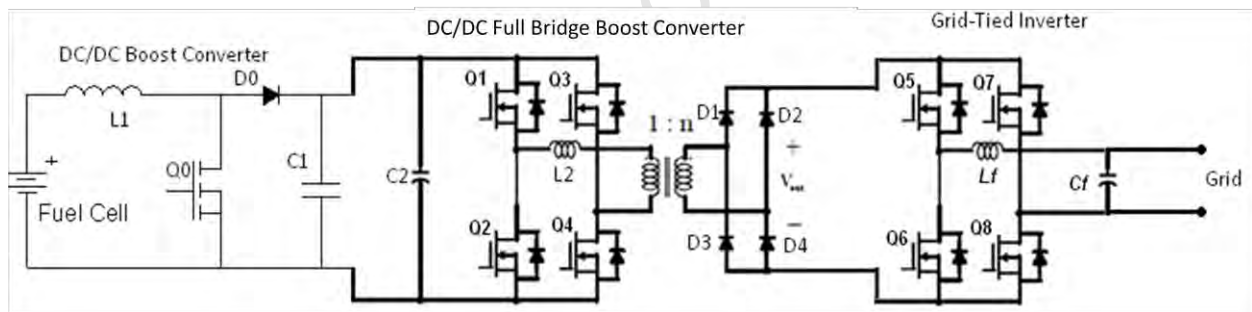 DC/DC Full Bridge Boost Converter
Grid-Tied Inverter
DC/DC Boost Converter
D0
L1
Q0
C1
+
Fuel Cell
C2
Q1
Q3
L2
Q2
Q4
1 : n
D1
D2
+
Vout
−
D3
D4
Q5
Q7
Lf
Cf
Q6
Q8
Grid